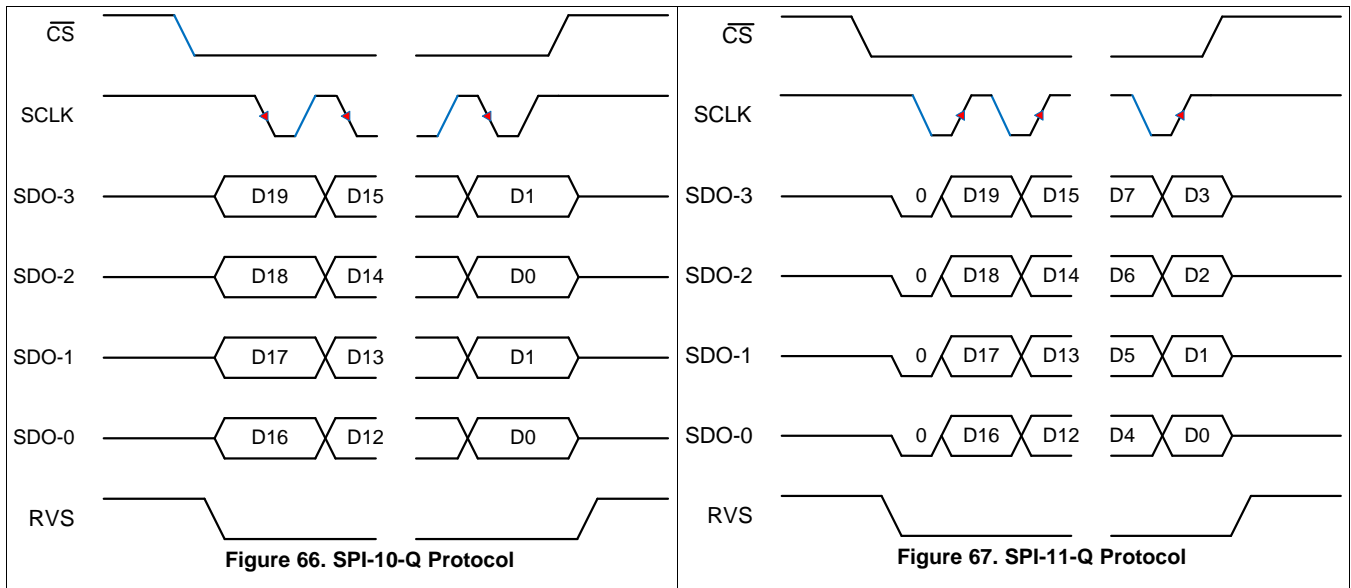 CS
SCLK
SDO-3 D19 D15 D1
SDO-2 D18 D14 D0
SDO-1 D17 D13 D1
SDO-0 D16 D12 D0
RVS
Figure 66. SPI-10-Q Protocol
CS
SCLK
SDO-3 0 D19 D15 D7 D3
SDO-2 0 D18 D14 D6 D2
SDO-1 0 D17 D13 D5 D1
SDO-0 0 D16 D12 D4 D0
RVS
Figure 67. SPI-11-Q Protocol